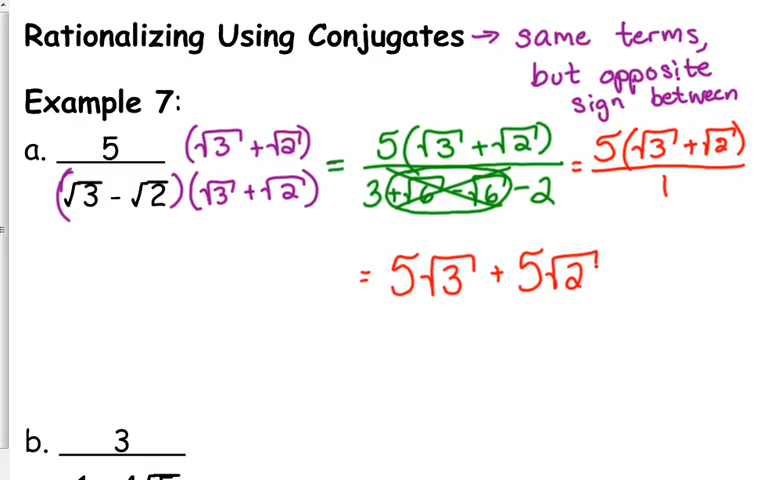 Rationalizing Using Conjugates → same terms,
but opposite
sign between
Example 7:
a. 5 (√3 + √2) / (√3 - √2)(√3 + √2) = 5(√3 + √2) / 3 + √6 - √6 - 2 = 5(√3 + √2) / 1
= 5√3 + 5√2
b. 3